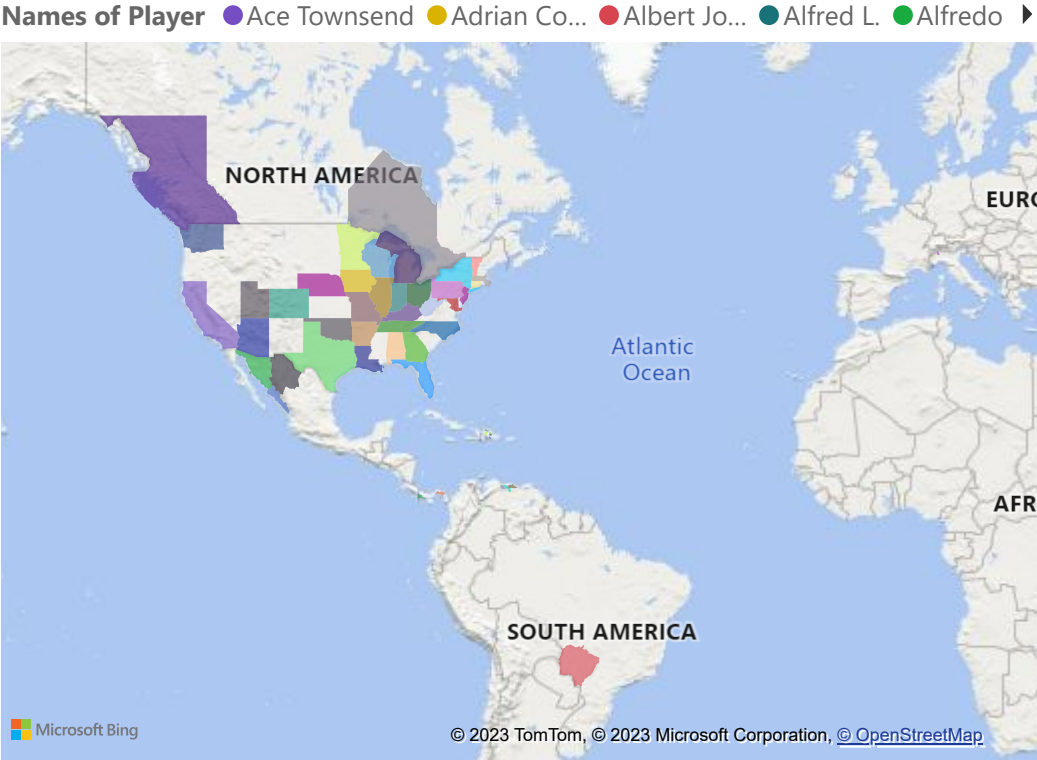 Names of Player Ace Townsend Adrian Co... Albert Jo... Alfred L. Alfredo
NORTH AMERICA
EURO
Atlantic
Ocean
AFR
SOUTH AMERICA
Microsoft Bing
© 2023 TomTom, © 2023 Microsoft Corporation, © OpenStreetMap